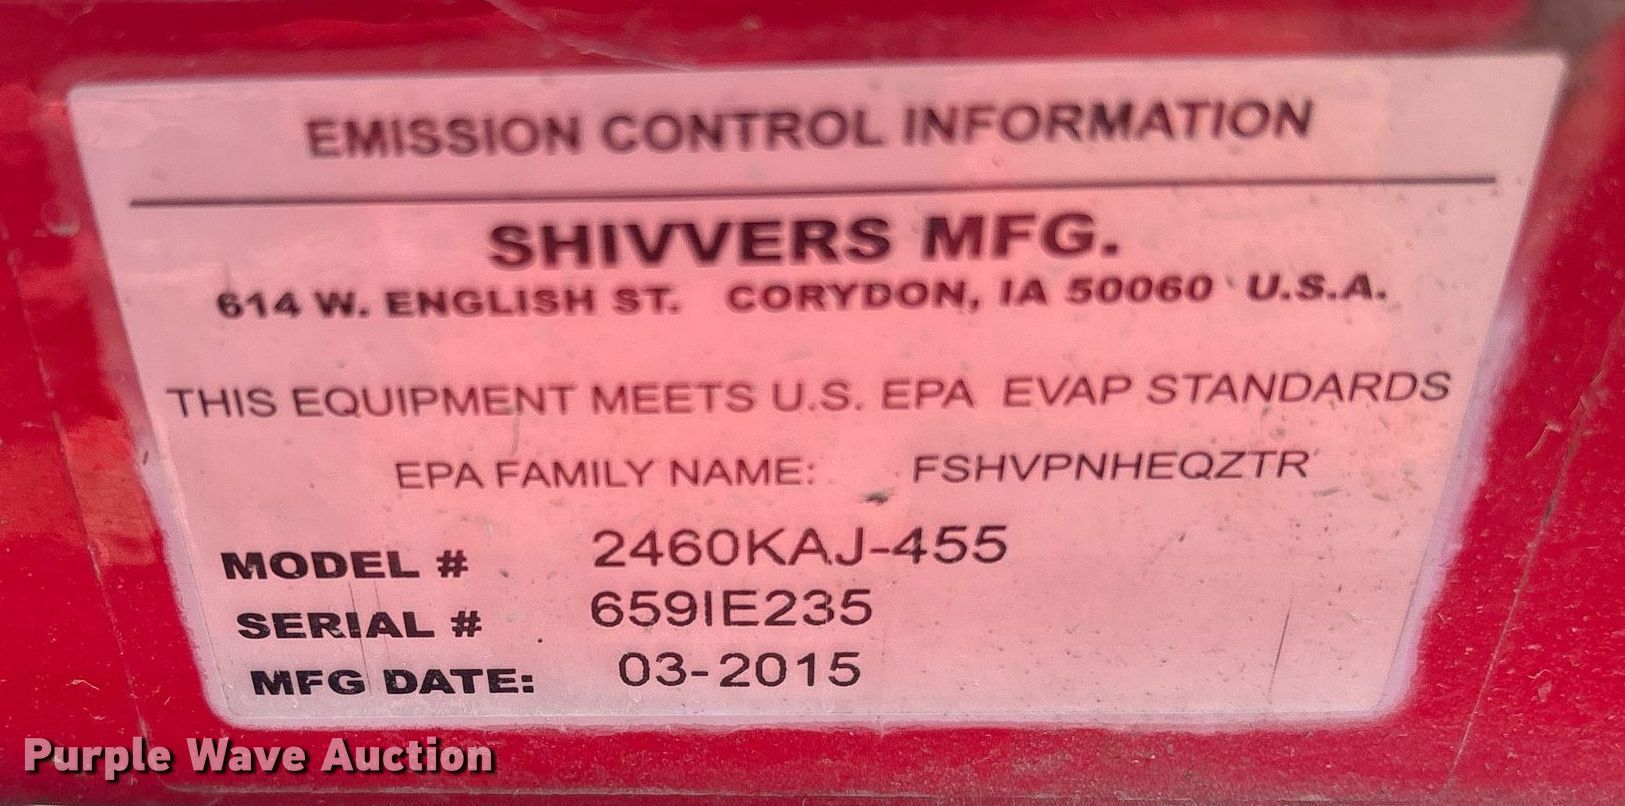 EMISSION CONTROL INFORMATION
SHIVVERS MFG.
614 W. ENGLISH ST. CORYDON, IA 50060 U.S.A.
THIS EQUIPMENT MEETS U.S. EPA EVAP STANDARDS
EPA FAMILY NAME: FSHVPNHEQZTR
MODEL # 2460KAJ-455
SERIAL # 659IE235
MFG DATE: 03-2015
Purple Wave Auction